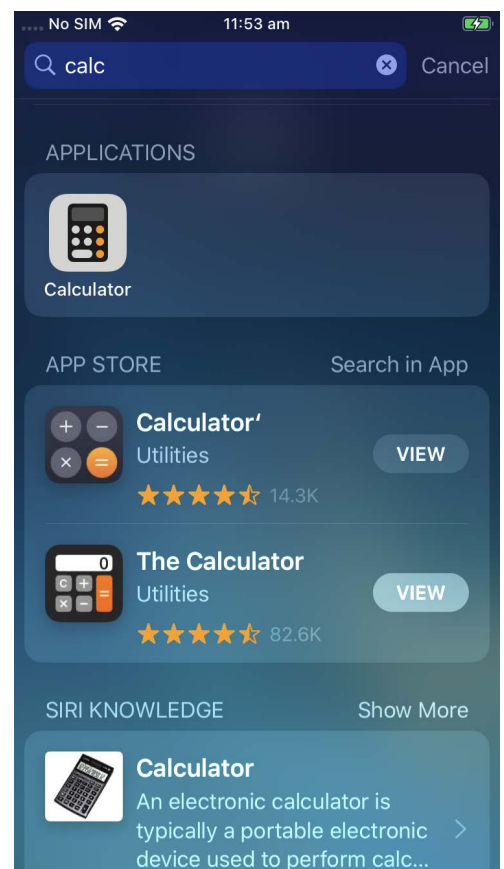 No SIM 11:53 am
calc Cancel
APPLICATIONS
Calculator
APP STORE Search in App
Calculator‘
Utilities VIEW
14.3K
0
The Calculator
C
Utilities VIEW
82.6K
SIRI KNOWLEDGE Show More
Calculator
An electronic calculator is
typically a portable electronic
device used to perform calc...